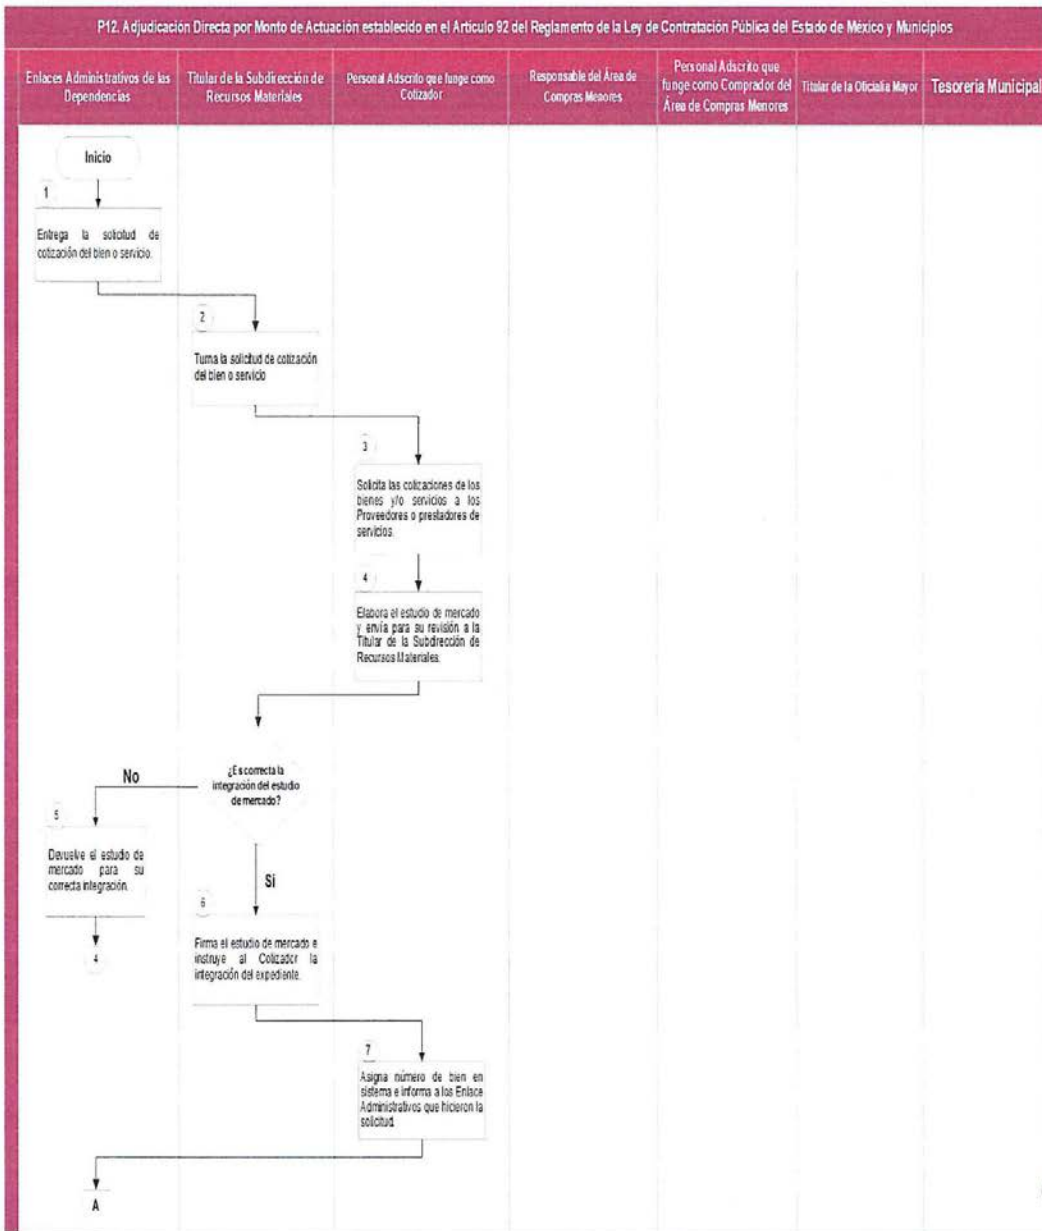 P12. Adjudicación Directa por Monto de Actuación establecido en el Artículo 92 del Reglamento de la Ley de Contratación Pública del Estado de México y Municipios
Enlaces Administrativos de las
Dependencias
Titular de la Subdirección de
Recursos Materiales
Personal Adscrito que funge como
Cotizador
Responsable del Área de
Compras Menores
Personal Adscrito que
funge como Comprador del
Área de Compras Menores
Titular de la Oficialía Mayor
Tesorería Municipal
Inicio
1
Entrega la solicitud de
cotización del bien o servicio.
2
Turna la solicitud de cotización
del bien o servicio
3
Solicita las cotizaciones de los
bienes y/o servicios a los
Proveedores o prestadores de
servicios.
4
Elabora el estudio de mercado
y envía para su revisión a la
Titular de la Subdirección de
Recursos Materiales.
¿Es correcta la
integración del estudio
de mercado?
No
5
Devuelve el estudio de
mercado para su
correcta integración.
4
Si
6
Firma el estudio de mercado e
instruye al Cotizador la
integración del expediente.
7
Asigna número de bien en
sistema e informa a los Enlace
Administrativos que hicieron la
solicitud.
A